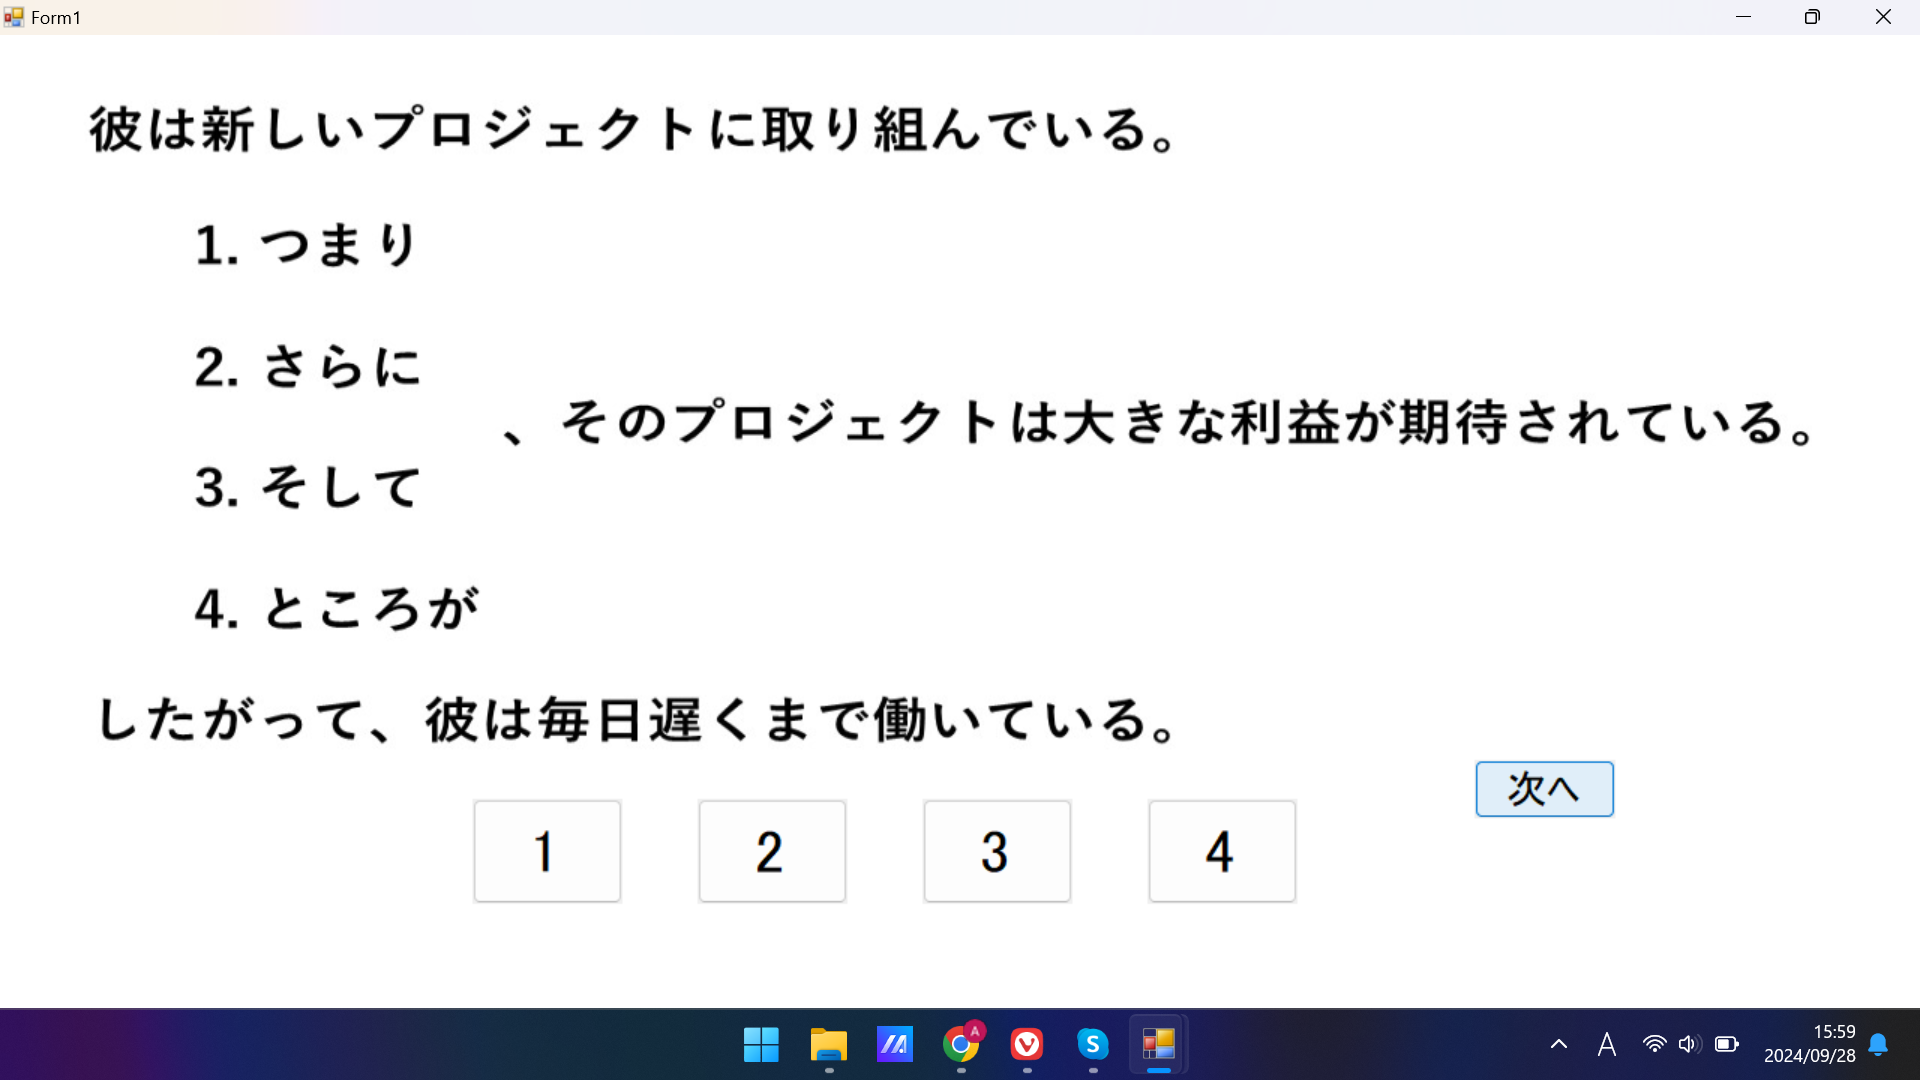 Form1
彼は新しいプロジェクトに取り組んでいる。
1. つまり
2. さらに
、そのプロジェクトは大きな利益が期待されている。
3. そして
4. ところが
したがって、彼は毎日遅くまで働いている。
次へ
1 2 3 4
A
S
A
15:59
2024/09/28